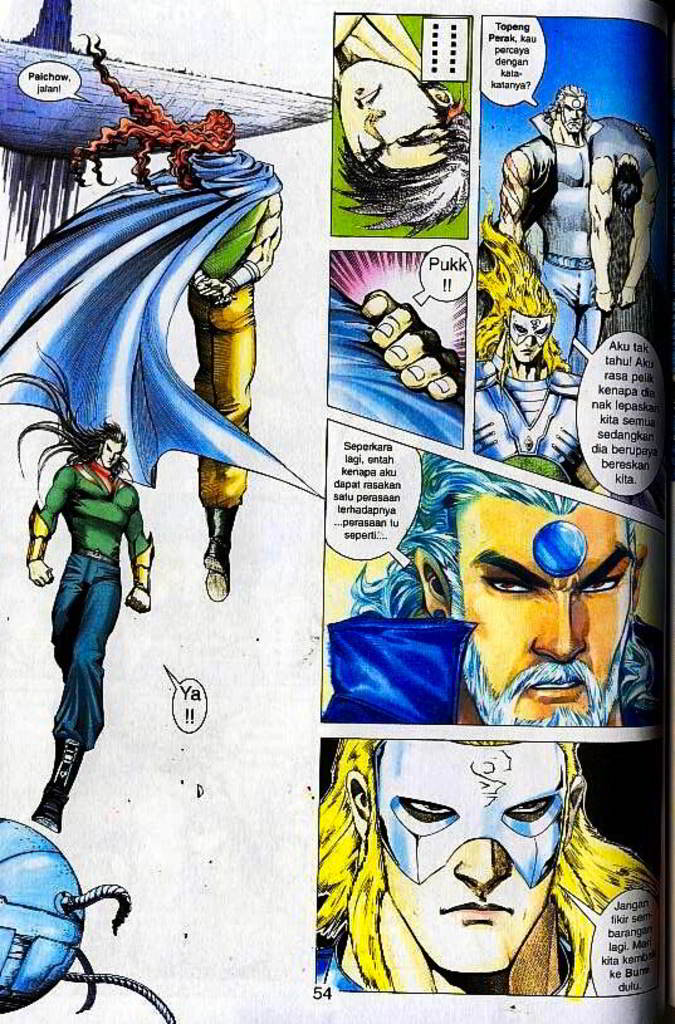 Paichow,
jalan!
Ya
!!
Topeng
Perak, kau
percaya
dengan
kata-
katanya?
Pukk
!!
Aku tak
tahu! Aku
rasa pelik
kenapa dia
nak lepaskan
kita semua
sedangkan
dia berupaya
bereskan
kita.
Seperkara
lagi, entah
kenapa aku
dapat rasakan
satu perasaan
terhadapnya
...perasaan tu
seperti....
Jangan
fikir sem-
barangan
lagi. Mari
kita kembali
ke Bumi
dulu.
54